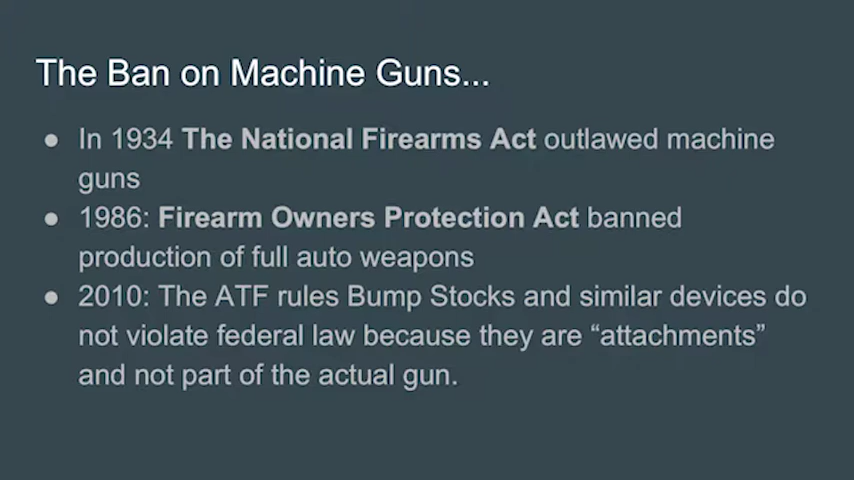 The Ban on Machine Guns...
● In 1934 The National Firearms Act outlawed machine
guns
● 1986: Firearm Owners Protection Act banned
production of full auto weapons
● 2010: The ATF rules Bump Stocks and similar devices do
not violate federal law because they are “attachments”
and not part of the actual gun.